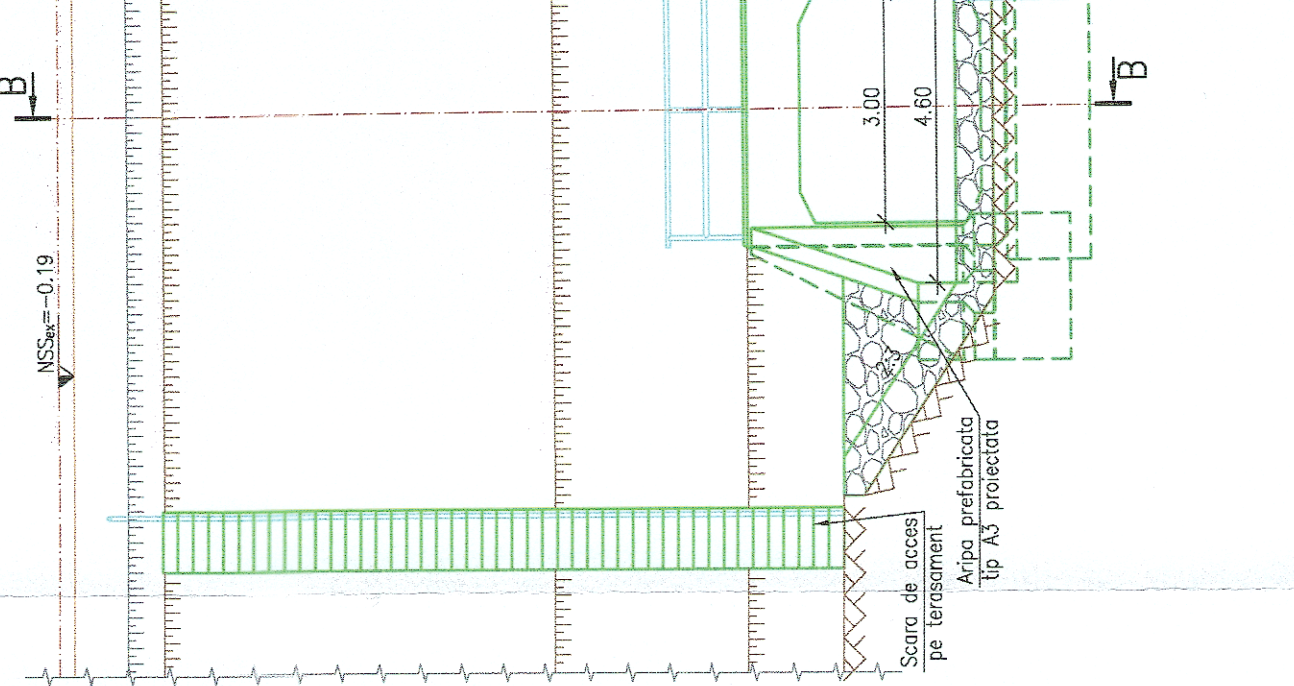 B
NSSex=-0.19
3.00
4.60
B
2:3
Scara de acces
pe terasament
Aripa prefabricata
tip A3 proiectata